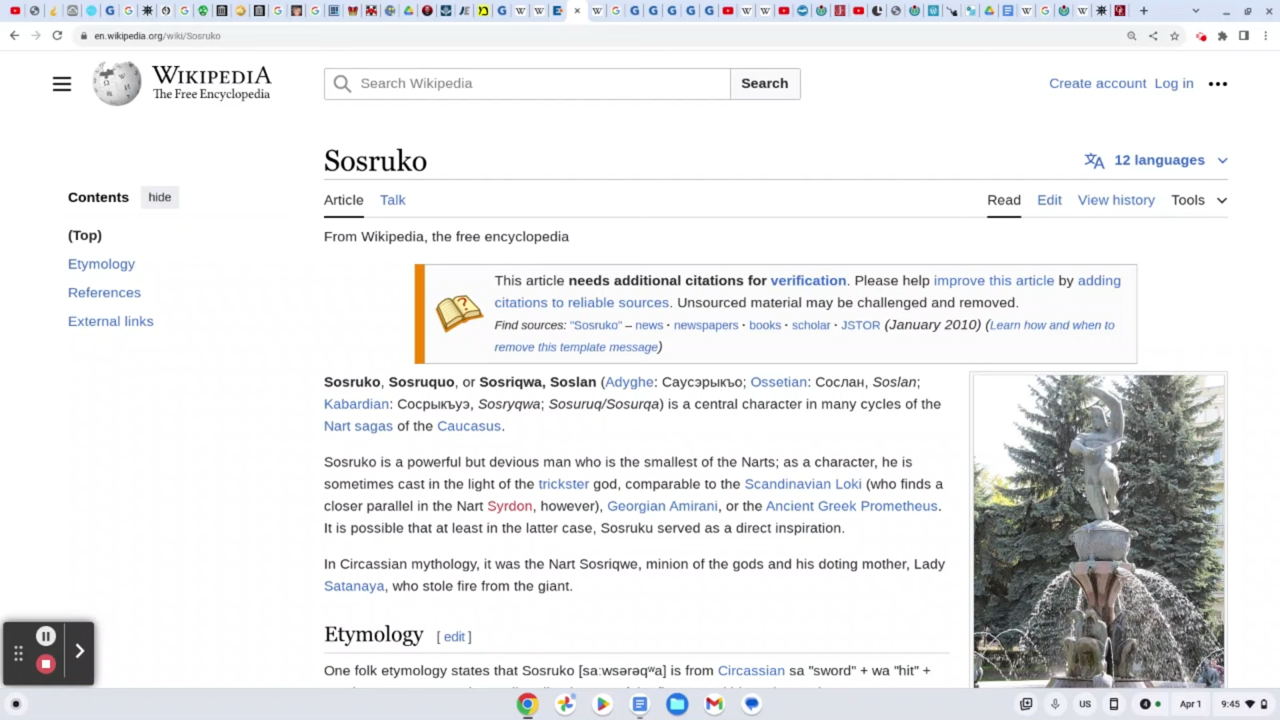 en.wikipedia.org/wiki/Sosruko
WIKIPEDIA
The Free Encyclopedia
Search Wikipedia
Search
Create account Log in
Sosruko
12 languages
Contents hide
Article Talk
Read Edit View history Tools
(Top)
From Wikipedia, the free encyclopedia
Etymology
References
External links
This article needs additional citations for verification. Please help improve this article by adding
citations to reliable sources. Unsourced material may be challenged and removed.
Find sources: "Sosruko" – news · newspapers · books · scholar · JSTOR (January 2010) (Learn how and when to
remove this template message)
Sosruko, Sosruquo, or Sosriqwa, Soslan (Adyghe: Саусэрыкъо; Ossetian: Сослан, Soslan;
Kabardian: Сосрыкъуэ, Sosryqwa; Sosuruq/Sosurqa) is a central character in many cycles of the
Nart sagas of the Caucasus.
Sosruko is a powerful but devious man who is the smallest of the Narts; as a character, he is
sometimes cast in the light of the trickster god, comparable to the Scandinavian Loki (who finds a
closer parallel in the Nart Syrdon, however), Georgian Amirani, or the Ancient Greek Prometheus.
It is possible that at least in the latter case, Sosruku served as a direct inspiration.
In Circassian mythology, it was the Nart Sosriqwe, minion of the gods and his doting mother, Lady
Satanaya, who stole fire from the giant.
Etymology [ edit ]
One folk etymology states that Sosruko [saːwsərəqʷa] is from Circassian sa "sword" + wa "hit" +
US
4
Apr 1
9:45